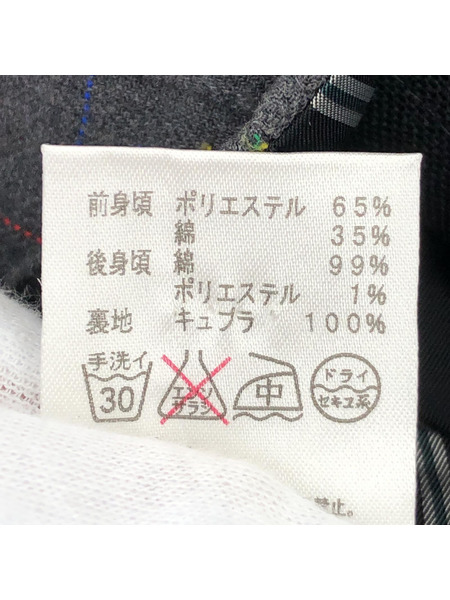 前身頃 ポリエステル 65%
綿 35%
後身頃 綿 99%
ポリエステル 1%
裏地 キュプラ 100%
手洗イ 30
エンソ サラシ
中
ドライ セキユ系
禁止。